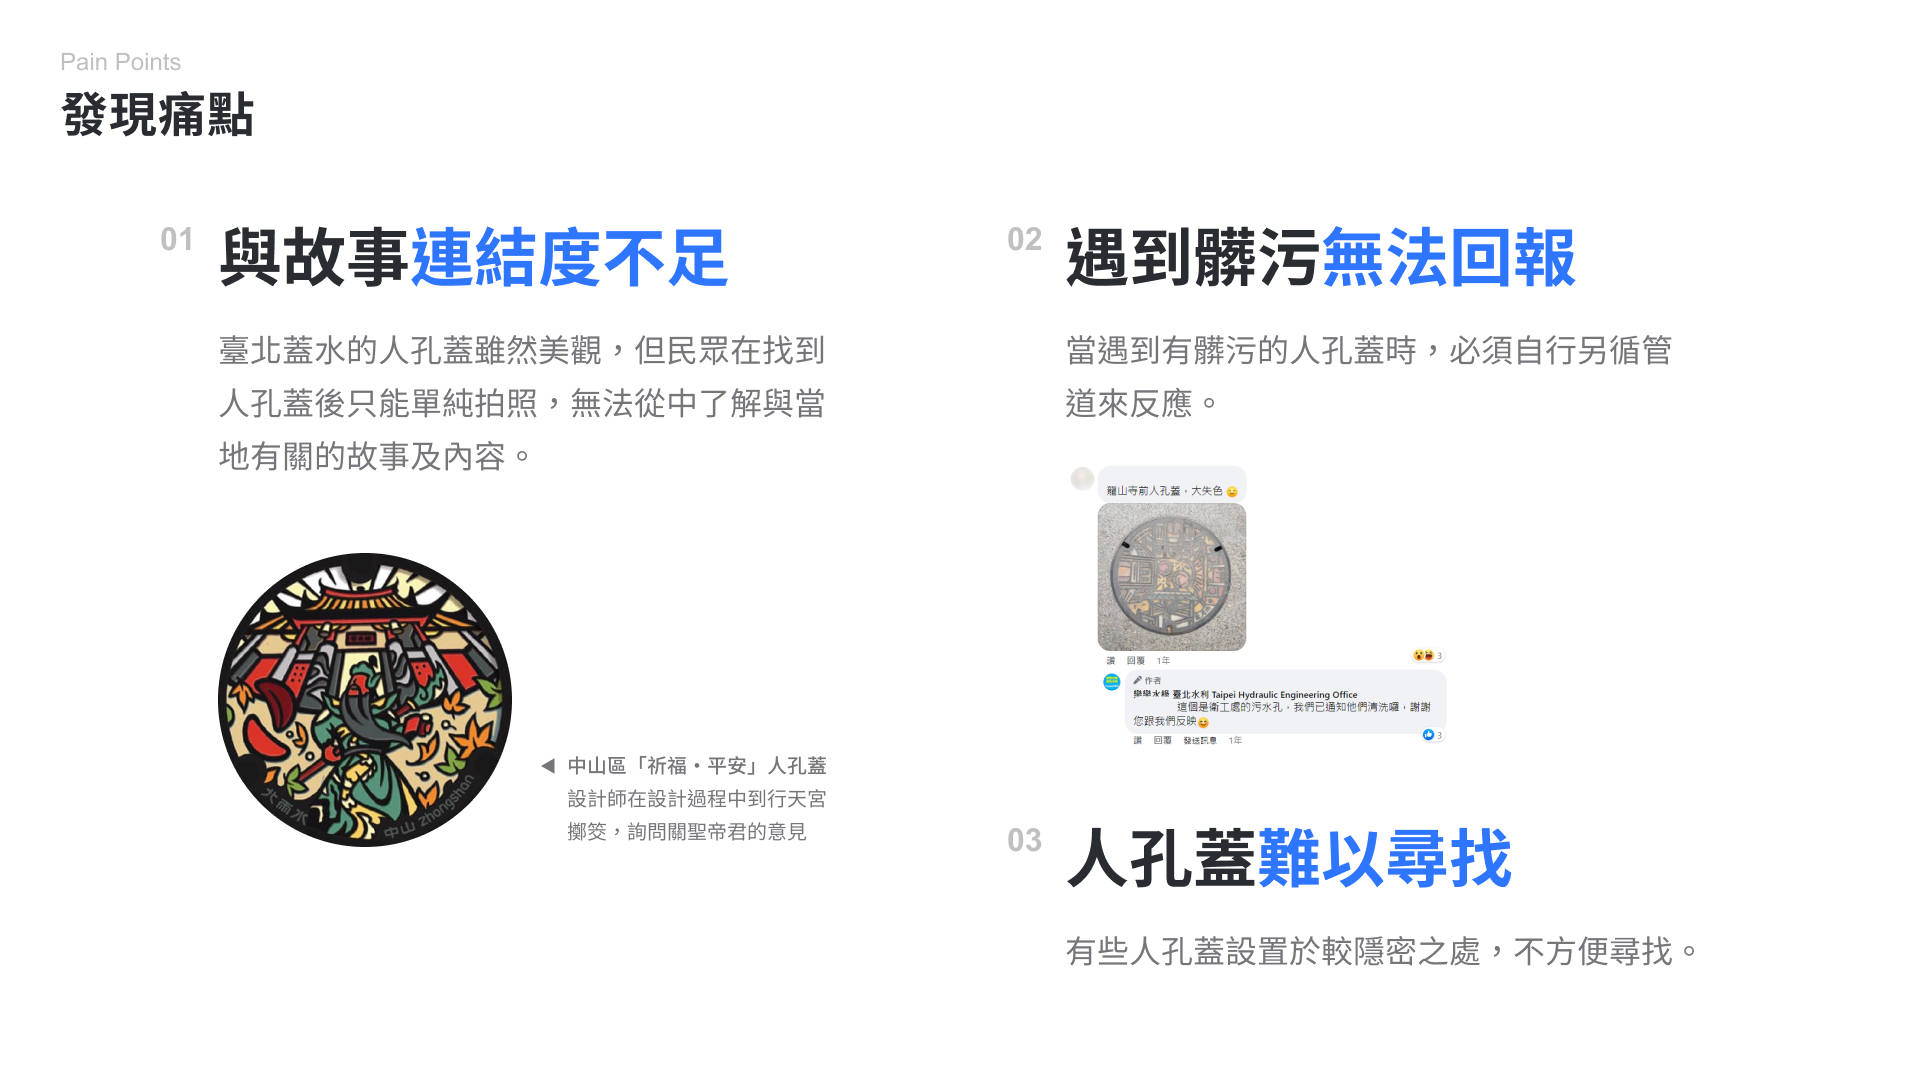 Pain Points
發現痛點
01
與故事連結度不足
臺北蓋水的人孔蓋雖然美觀，但民眾在找到
人孔蓋後只能單純拍照，無法從中了解與當
地有關的故事及內容。
北雨水
中山 zhongshan
◀ 中山區「祈福・平安」人孔蓋
設計師在設計過程中到行天宮
擲筊，詢問關聖帝君的意見
02
遇到髒污無法回報
當遇到有髒污的人孔蓋時，必須自行另循管
道來反應。
龍山寺前人孔蓋，大失色
讚 回覆 1年
3
作者
臺北水利 Taipei Hydraulic Engineering Office
這個是衛工處的污水孔，我們已通知他們清洗囉，謝謝
您跟我們反映
3
讚 回覆 發送訊息 1年
03
人孔蓋難以尋找
有些人孔蓋設置於較隱密之處，不方便尋找。